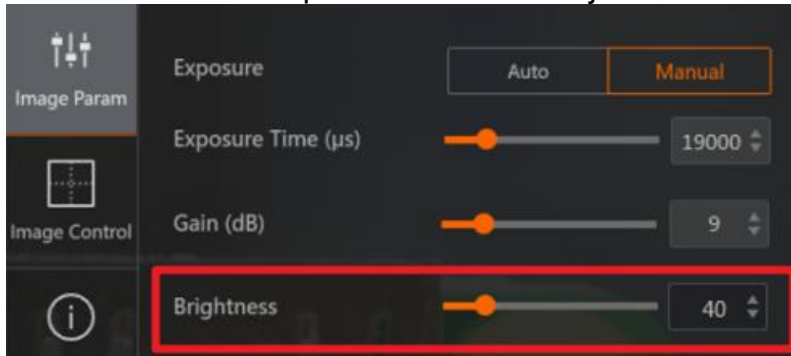 Image Param
Exposure
Auto
Manual
Exposure Time (µs)
19000
Image Control
Gain (dB)
9
Brightness
40